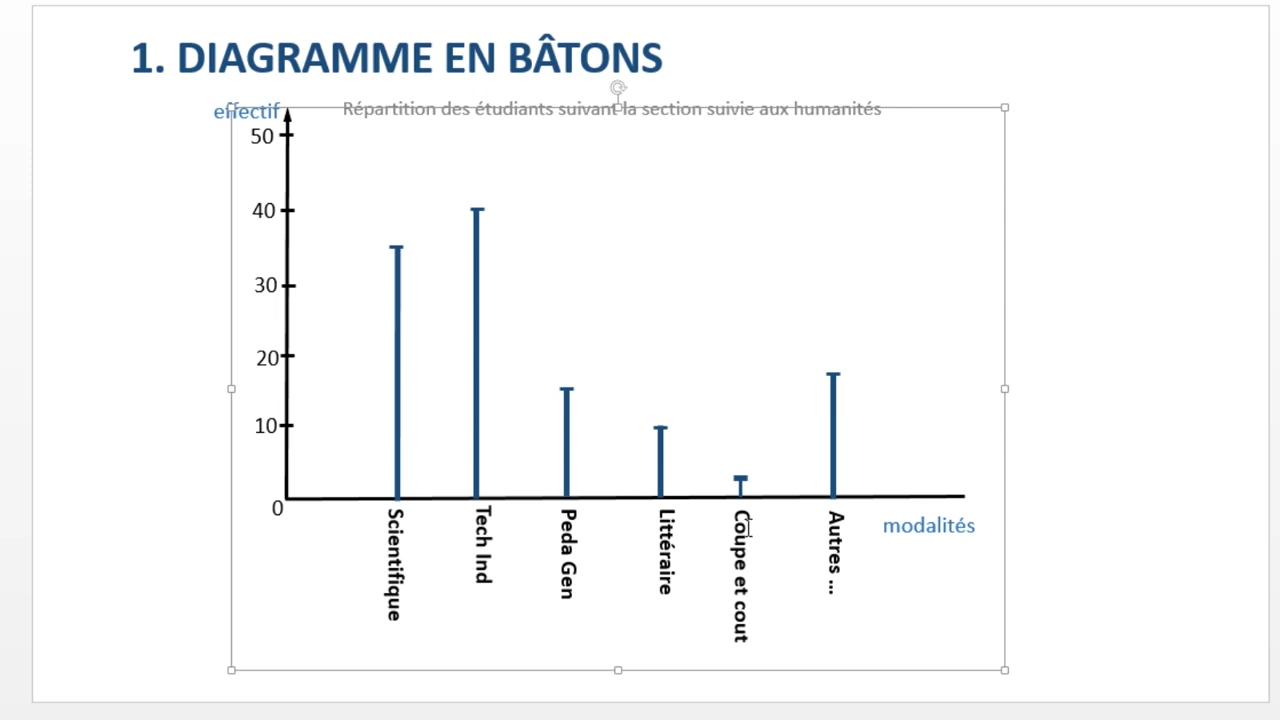 1. DIAGRAMME EN BÂTONS
effectif
Répartition des étudiants suivant la section suivie aux humanités
50
40
30
20
10
0
Scientifique
Tech Ind
Peda Gen
Littéraire
Coupe et cout
Autres ...
modalités